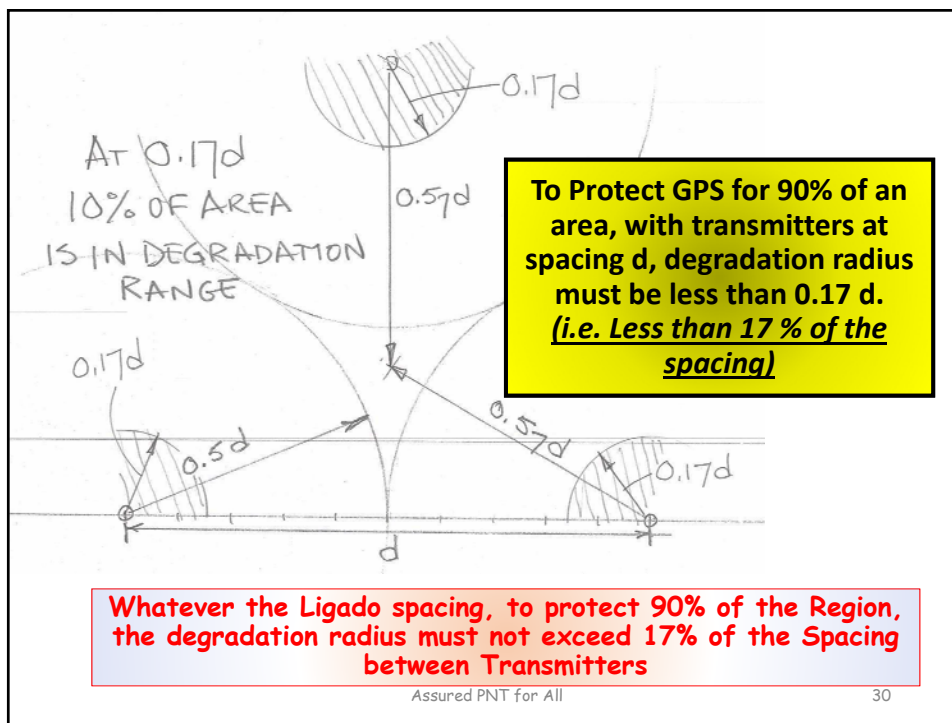 0.17d
AT 0.17d
10% OF AREA
IS IN DEGRADATION
RANGE
0.57d
To Protect GPS for 90% of an
area, with transmitters at
spacing d, degradation radius
must be less than 0.17 d.
(i.e. Less than 17 % of the
spacing)
0.17d
0.5d
0.57d
0.17d
d
Whatever the Ligado spacing, to protect 90% of the Region,
the degradation radius must not exceed 17% of the Spacing
between Transmitters
Assured PNT for All
30